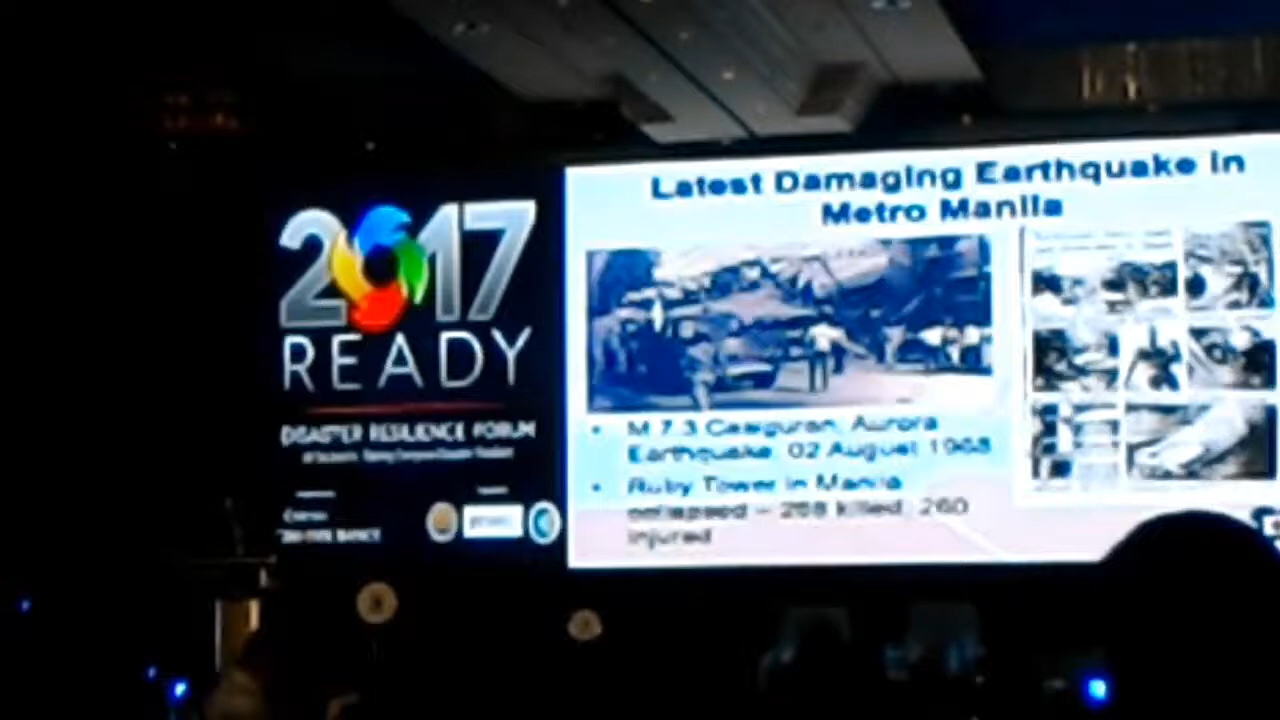 2017
READY
DISASTER RESILIENCE FORUM
Latest Damaging Earthquake in
Metro Manila
• M 7.3 Casiguran, Aurora
Earthquake, 02 August 1968
• Ruby Tower in Manila
collapsed – 268 killed, 260
injured